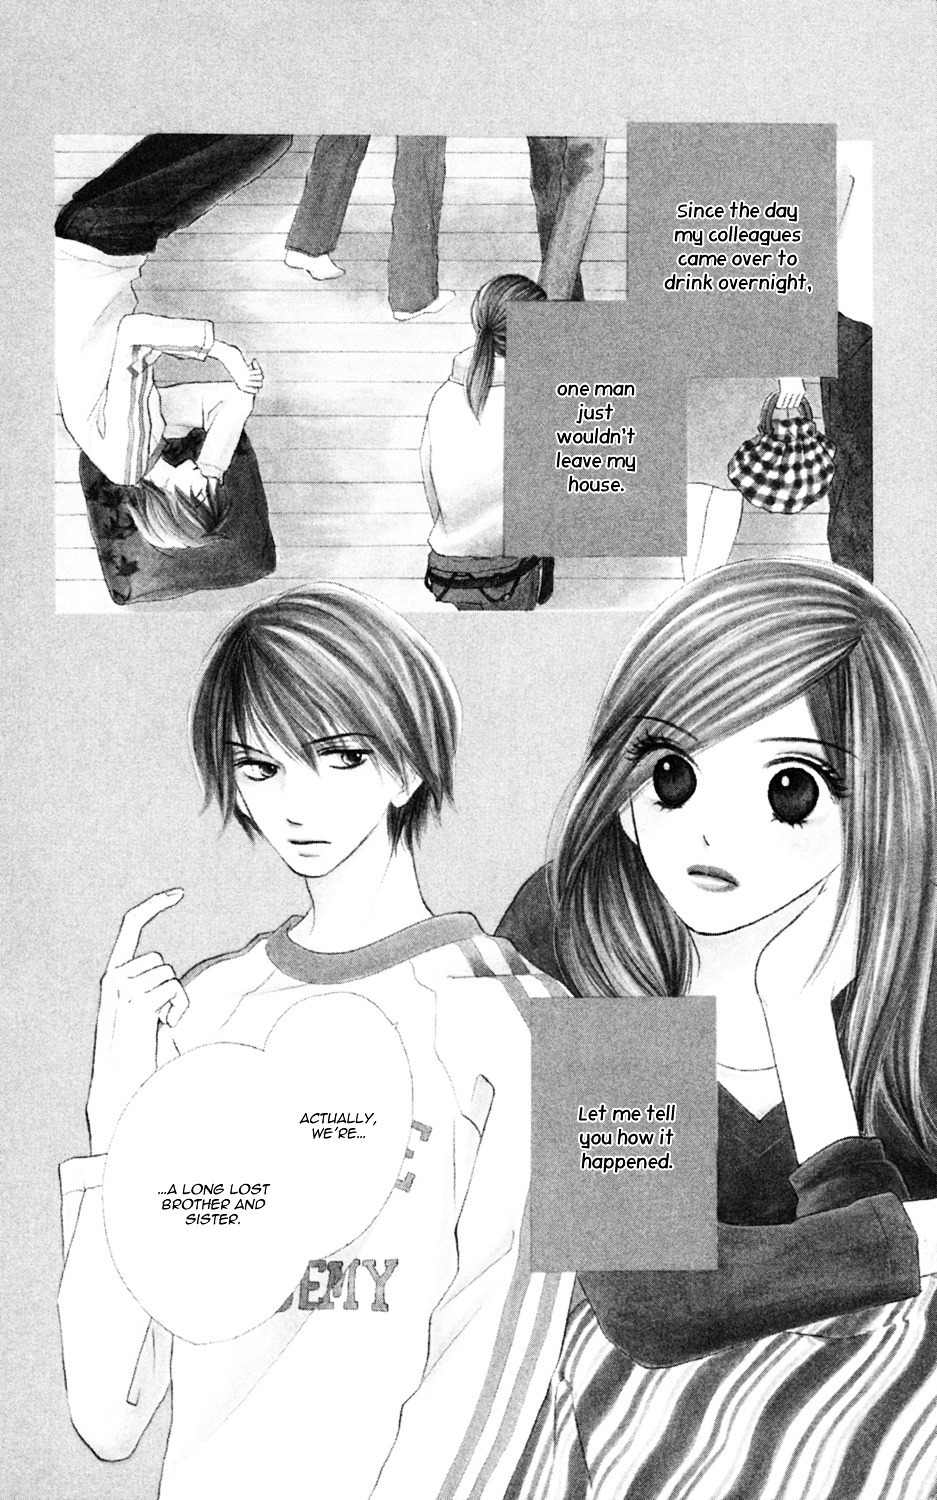 Since the day
my colleagues
came over to
drink overnight,
one man
just
wouldn't
leave my
house.
ACTUALLY,
WE'RE...
...A LONG LOST
BROTHER AND
SISTER.
Let me tell
you how it
happened.